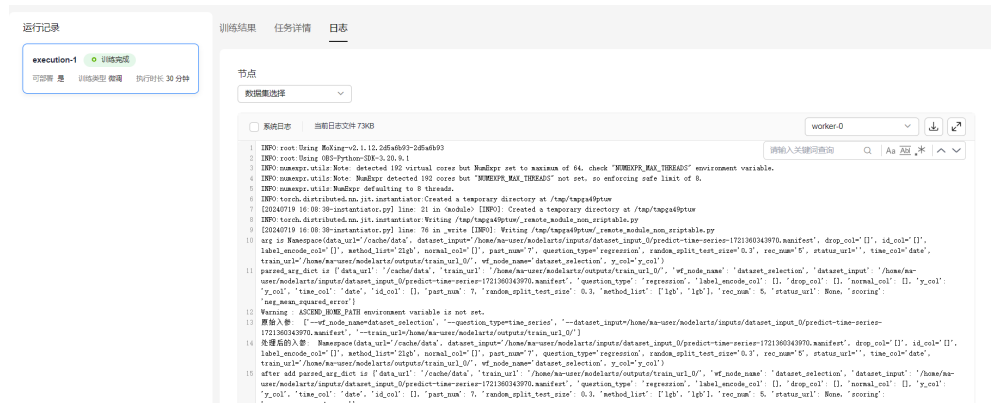 运行记录
训练结果 任务详情 日志
execution-1 训练完成
可部署 是 训练类型 微调 执行时长 30 分钟
节点
数据集选择
系统日志 当前日志文件 73KB worker-0
请输入关键词查询 Aa Abl .*
1 INFO:root:Using MoXing-v2.1.12.2d5a6b93-2d5a6b93
2 INFO:root:Using OBS-Python-SDK-3.20.9.1
3 INFO:numexpr.utils:Note: detected 192 virtual cores but NumExpr set to maximum of 64, check "NUMEXPR_MAX_THREADS" environment variable.
4 INFO:numexpr.utils:Note: NumExpr detected 192 cores but "NUMEXPR_MAX_THREADS" not set, so enforcing safe limit of 8.
5 INFO:numexpr.utils:NumExpr defaulting to 8 threads.
6 INFO:torch.distributed.nn.jit.instantiator:Created a temporary directory at /tmp/tmpga49ptuw
7 [20240719 16:08:38-instantiator.py] line: 21 in <module> [INFO]: Created a temporary directory at /tmp/tmpga49ptuw
8 INFO:torch.distributed.nn.jit.instantiator:Writing /tmp/tmpga49ptuw/_remote_module_non_sriptable.py
9 [20240719 16:08:38-instantiator.py] line: 76 in _write [INFO]: Writing /tmp/tmpga49ptuw/_remote_module_non_sriptable.py
10 arg is Namespace(data_url='/cache/data', dataset_input='/home/ma-user/modelarts/inputs/dataset_input_0/predict-time-series-1721360343970.manifest', drop_col='[]', id_col='[]',
label_encode_col='[]', method_list='2lgb', normal_col='[]', past_num='7', question_type='regression', random_split_test_size='0.3', rec_num='5', status_url='', time_col='date',
train_url='/home/ma-user/modelarts/outputs/train_url_0/', wf_node_name='dataset_selection', y_col='y_col')
11 parsed_arg_dict is {'data_url': '/cache/data', 'train_url': '/home/ma-user/modelarts/outputs/train_url_0/', 'wf_node_name': 'dataset_selection', 'dataset_input': '/home/ma-
user/modelarts/inputs/dataset_input_0/predict-time-series-1721360343970.manifest', 'question_type': 'regression', 'label_encode_col': [], 'drop_col': [], 'normal_col': [], 'y_col':
'y_col', 'time_col': 'date', 'id_col': [], 'past_num': 7, 'random_split_test_size': 0.3, 'method_list': ['lgb', 'lgb'], 'rec_num': 5, 'status_url': None, 'scoring':
'neg_mean_squared_error'}
12 Warning : ASCEND_HOME_PATH environment variable is not set.
13 原始入参: ['--wf_node_name=dataset_selection', '--question_type=time_series', '--dataset_input=/home/ma-user/modelarts/inputs/dataset_input_0/predict-time-series-
1721360343970.manifest', '--train_url=/home/ma-user/modelarts/outputs/train_url_0/']
14 处理后的入参: Namespace(data_url='/cache/data', dataset_input='/home/ma-user/modelarts/inputs/dataset_input_0/predict-time-series-1721360343970.manifest', drop_col='[]', id_col='[]',
label_encode_col='[]', method_list='2lgb', normal_col='[]', past_num='7', question_type='regression', random_split_test_size='0.3', rec_num='5', status_url='', time_col='date',
train_url='/home/ma-user/modelarts/outputs/train_url_0/', wf_node_name='dataset_selection', y_col='y_col')
15 after add parsed_arg_dict is {'data_url': '/cache/data', 'train_url': '/home/ma-user/modelarts/outputs/train_url_0/', 'wf_node_name': 'dataset_selection', 'dataset_input': '/home/ma-
user/modelarts/inputs/dataset_input_0/predict-time-series-1721360343970.manifest', 'question_type': 'regression', 'label_encode_col': [], 'drop_col': [], 'normal_col': [], 'y_col':
'y_col', 'time_col': 'date', 'id_col': [], 'past_num': 7, 'random_split_test_size': 0.3, 'method_list': ['lgb', 'lgb'], 'rec_num': 5, 'status_url': None, 'scoring':